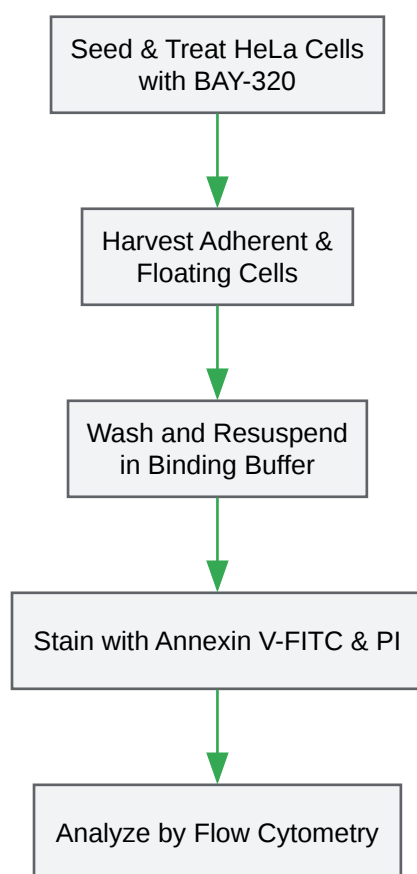 Seed & Treat HeLa Cells
with BAY-320
Harvest Adherent &
Floating Cells
Wash and Resuspend
in Binding Buffer
Stain with Annexin V-FITC & PI
Analyze by Flow Cytometry